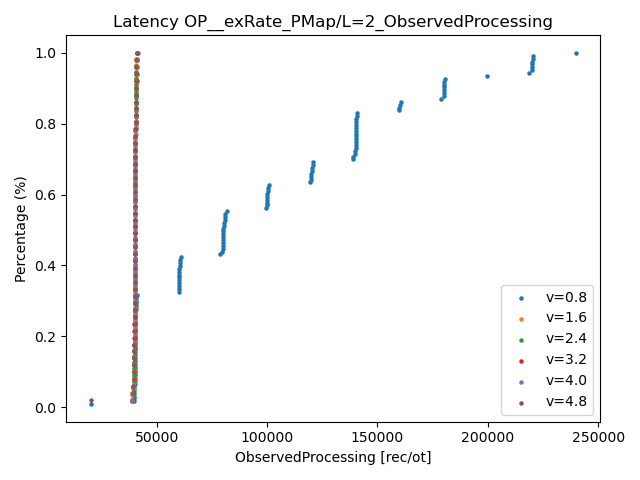 Latency OP__exRate_PMap/L=2_ObservedProcessing
Percentage (%)
1.0
0.8
0.6
0.4
0.2
0.0
v=0.8
v=1.6
v=2.4
v=3.2
v=4.0
v=4.8
50000 100000 150000 200000 250000
ObservedProcessing [rec/ot]